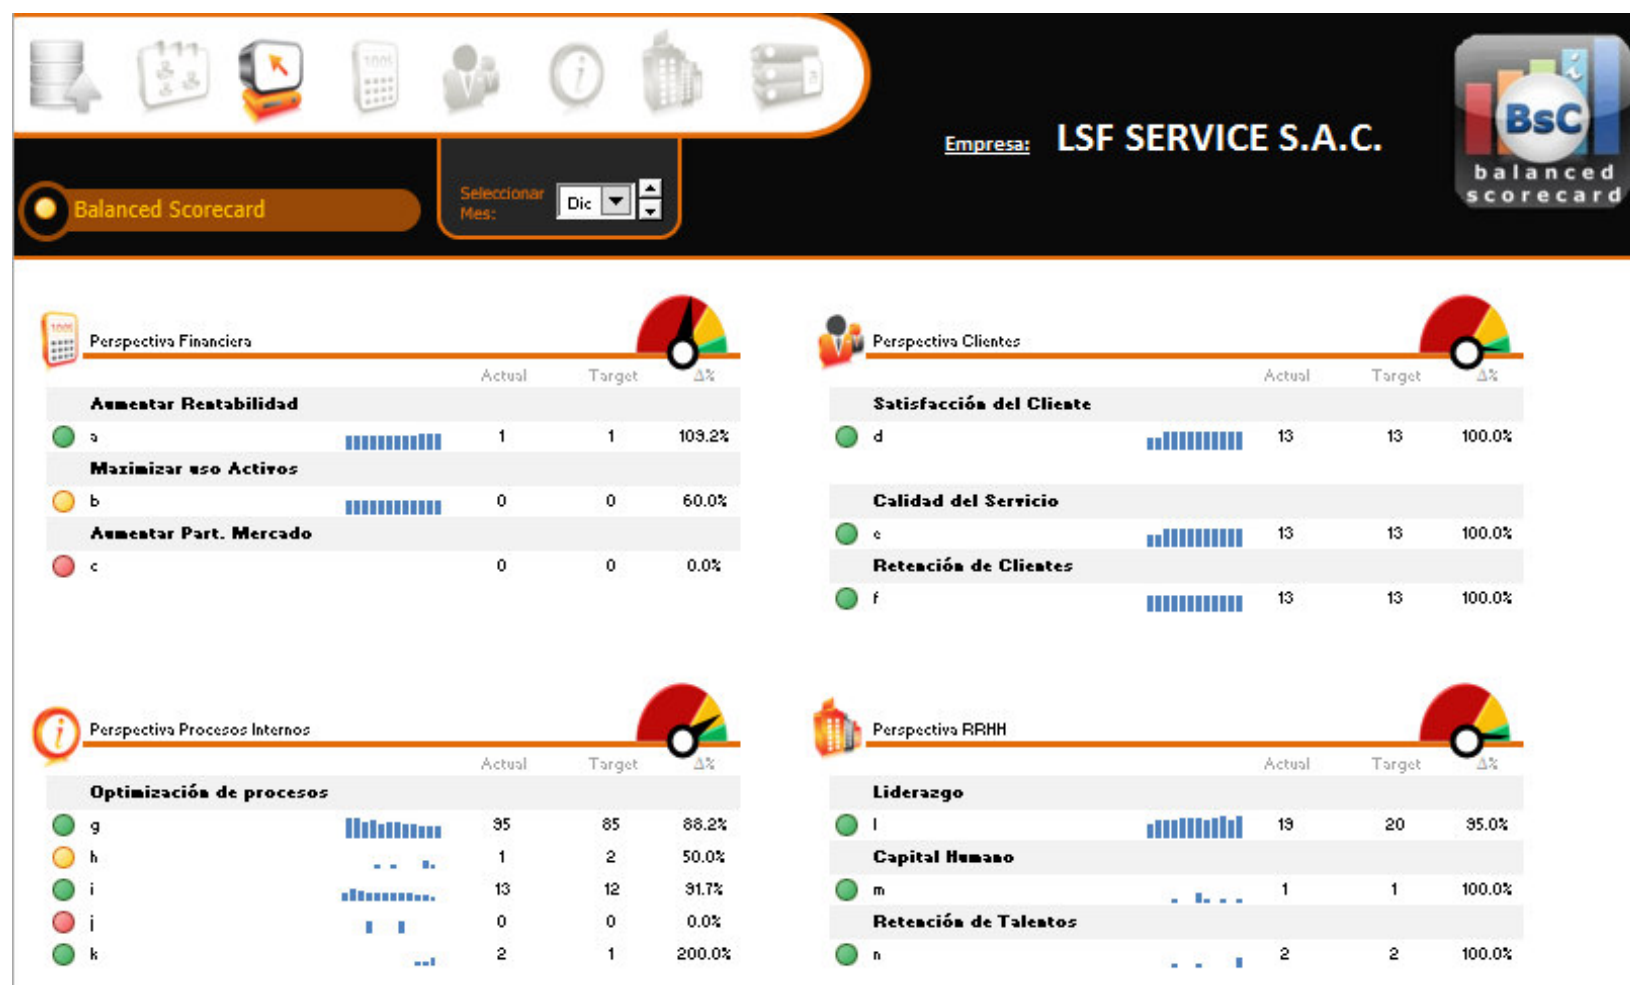 Empresa: LSF SERVICE S.A.C.
BSC
balanced
scorecard
Balanced Scorecard
Seleccionar
Mes:
Dic
Perspectiva Financiera
Actual Target Δ%
Aumentar Rentabilidad
a 1 1 109.2%
Maximizar uso Activos
b 0 0 60.0%
Aumentar Part. Mercado
c 0 0 0.0%
Perspectiva Clientes
Actual Target Δ%
Satisfacción del Cliente
d 13 13 100.0%
Calidad del Servicio
e 13 13 100.0%
Retención de Clientes
f 13 13 100.0%
Perspectiva Procesos Internos
Actual Target Δ%
Optimización de procesos
g 95 85 88.2%
h 1 2 50.0%
i 13 12 91.7%
j 0 0 0.0%
k 2 1 200.0%
Perspectiva RRHH
Actual Target Δ%
Liderazgo
l 19 20 95.0%
Capital Humano
m 1 1 100.0%
Retención de Talentos
n 2 2 100.0%